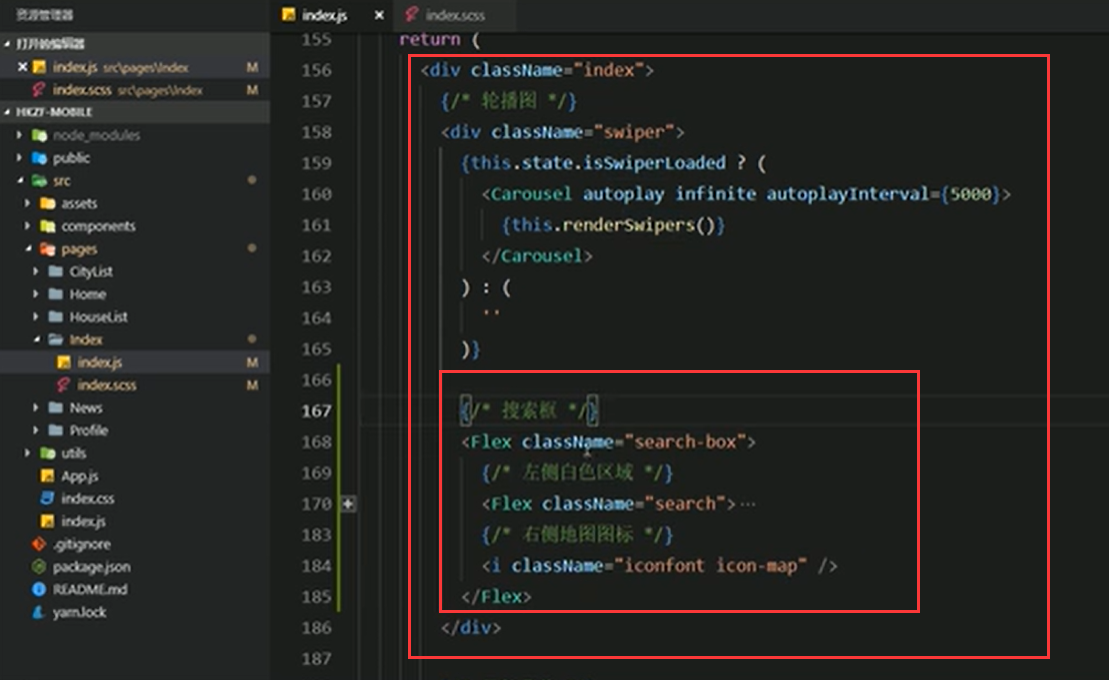 资源管理器
打开的编辑器
index.js src\pages\Index M
index.scss src\pages\Index M
HKZF-MOBILE
node_modules
public
src
assets
components
pages
CityList
Home
HouseList
Index
index.js M
index.scss M
News
Profile
utils
App.js
index.css
index.js
.gitignore
package.json
README.md
yarn.lock
index.js
index.scss
155 return (
156 <div className="index">
157 {/* 轮播图 */}
158 <div className="swiper">
159 {this.state.isSwiperLoaded ? (
160 <Carousel autoplay infinite autoplayInterval={5000}>
161 {this.renderSwipers()}
162 </Carousel>
163 ) : (
164 ''
165 )}
166
167 {/* 搜索框 */}
168 <Flex className="search-box">
169 {/* 左侧白色区域 */}
170 <Flex className="search">…
183 {/* 右侧地图图标 */}
184 <i className="iconfont icon-map" />
185 </Flex>
186 </div>
187